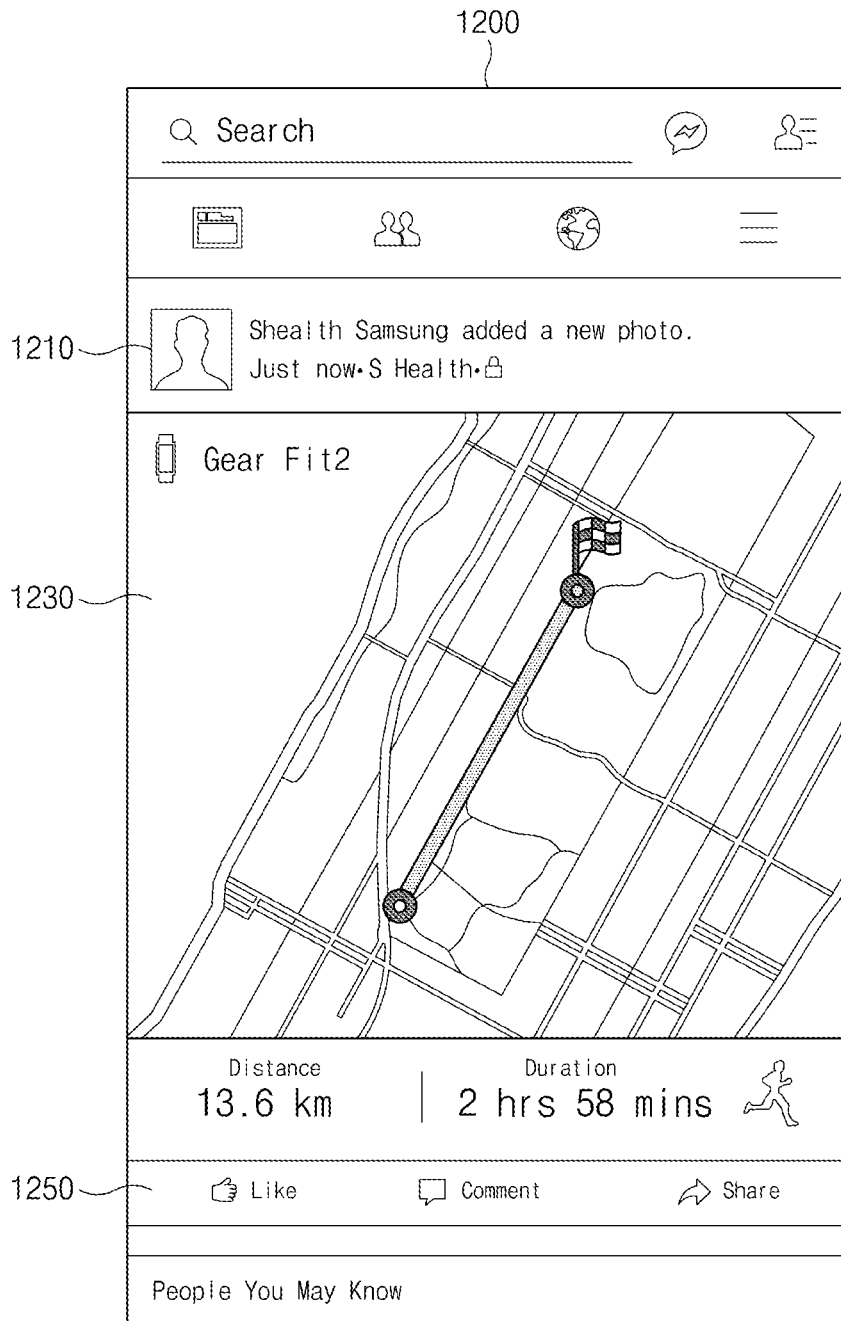 1200
Search
1210
Shealth Samsung added a new photo.
Just now•S Health•
Gear Fit2
1230
Distance
13.6 km
Duration
2 hrs 58 mins
1250
Like
Comment
Share
People You May Know